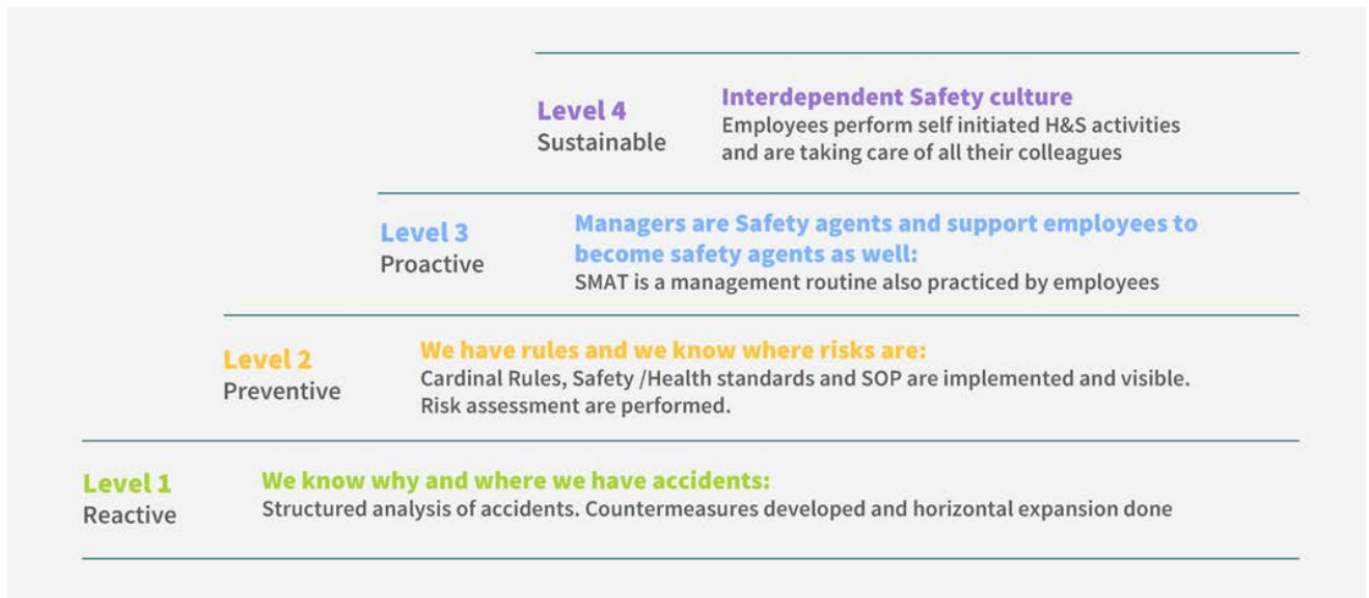 Level 4
Sustainable
Interdependent Safety culture
Employees perform self initiated H&S activities
and are taking care of all their colleagues
Level 3
Proactive
Managers are Safety agents and support employees to
become safety agents as well:
SMAT is a management routine also practiced by employees
Level 2
Preventive
We have rules and we know where risks are:
Cardinal Rules, Safety /Health standards and SOP are implemented and visible.
Risk assessment are performed.
Level 1
Reactive
We know why and where we have accidents:
Structured analysis of accidents. Countermeasures developed and horizontal expansion done